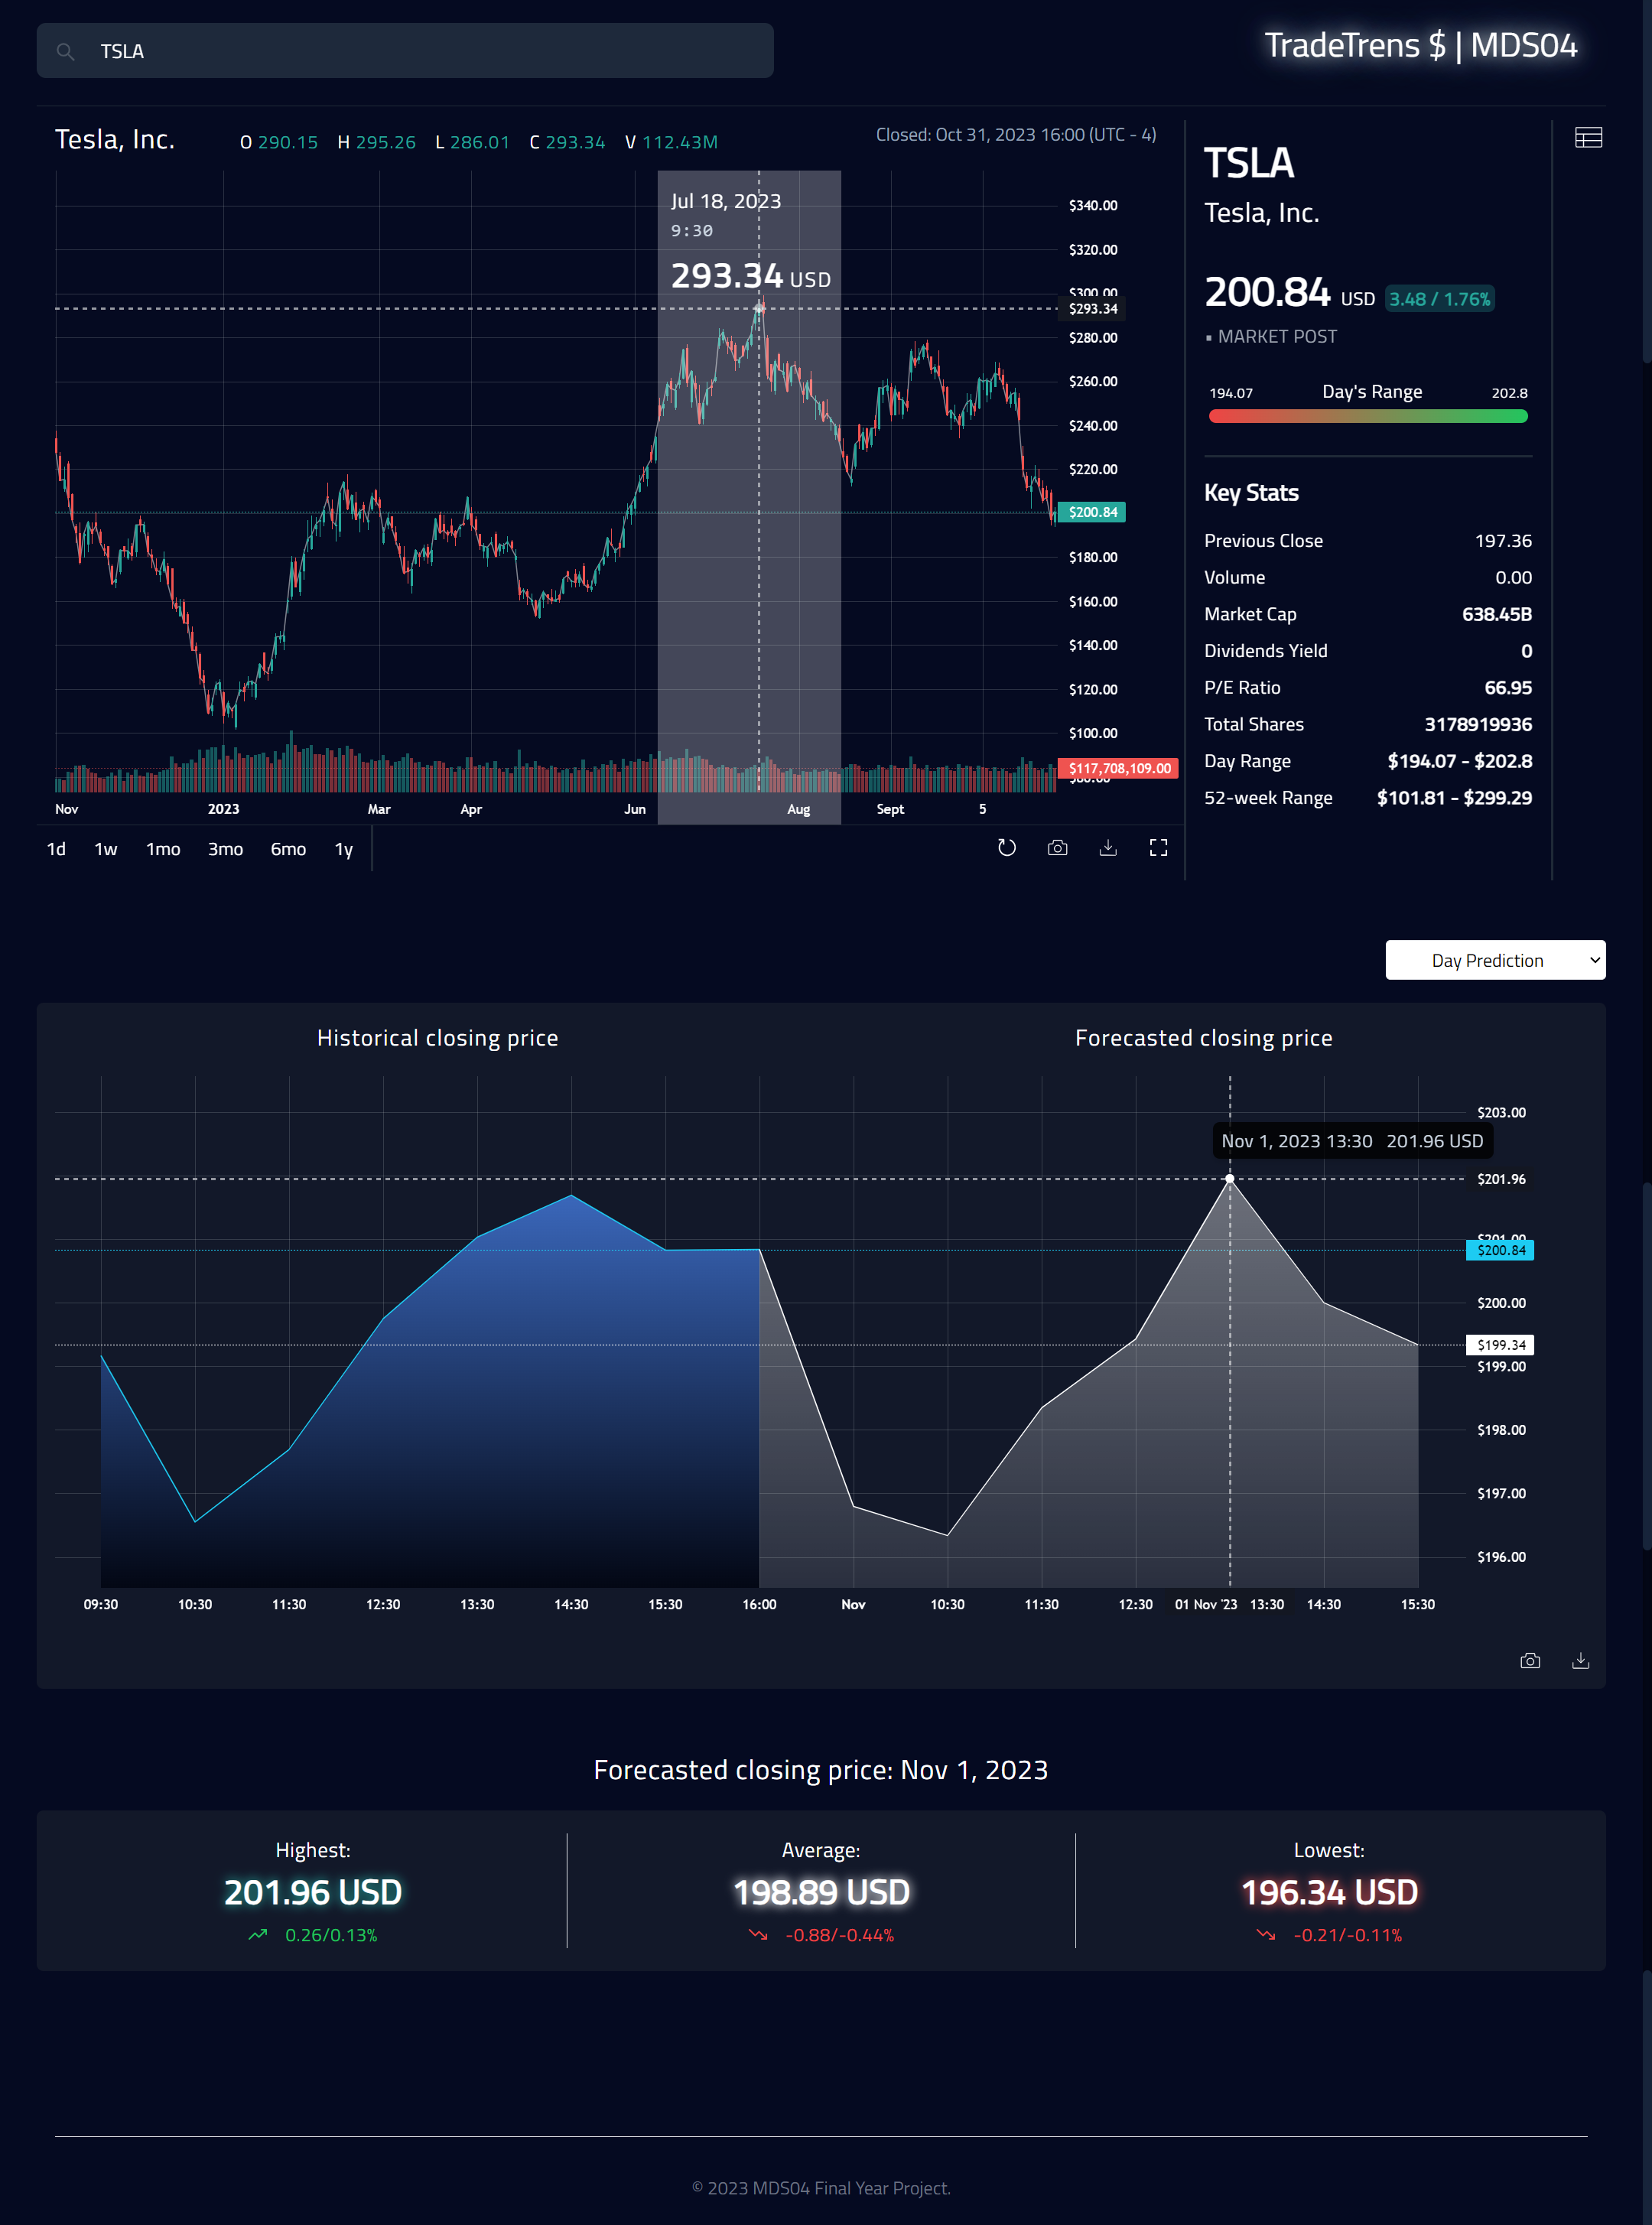 TSLA
TradeTrens $ | MDS04
Tesla, Inc.
O 290.15 H 295.26 L 286.01 C 293.34 V 112.43M
Closed: Oct 31, 2023 16:00 (UTC - 4)
Jul 18, 2023
9:30
293.34 USD
$340.00
$320.00
$300.00
$293.34
$280.00
$260.00
$240.00
$220.00
$200.84
$180.00
$160.00
$140.00
$120.00
$100.00
$117,708,109.00
$80.00
Nov 2023 Mar Apr Jun Aug Sept 5
1d 1w 1mo 3mo 6mo 1y
TSLA
Tesla, Inc.
200.84 USD 3.48 / 1.76%
▪ MARKET POST
194.07 Day's Range 202.8
Key Stats
Previous Close 197.36
Volume 0.00
Market Cap 638.45B
Dividends Yield 0
P/E Ratio 66.95
Total Shares 3178919936
Day Range $194.07 - $202.8
52-week Range $101.81 - $299.29
Day Prediction
Historical closing price
Forecasted closing price
$203.00
Nov 1, 2023 13:30 201.96 USD
$201.96
$201.00
$200.84
$200.00
$199.34
$199.00
$198.00
$197.00
$196.00
09:30 10:30 11:30 12:30 13:30 14:30 15:30 16:00 Nov 10:30 11:30 12:30 01 Nov '23 13:30 14:30 15:30
Forecasted closing price: Nov 1, 2023
Highest:
201.96 USD
0.26/0.13%
Average:
198.89 USD
-0.88/-0.44%
Lowest:
196.34 USD
-0.21/-0.11%
© 2023 MDS04 Final Year Project.